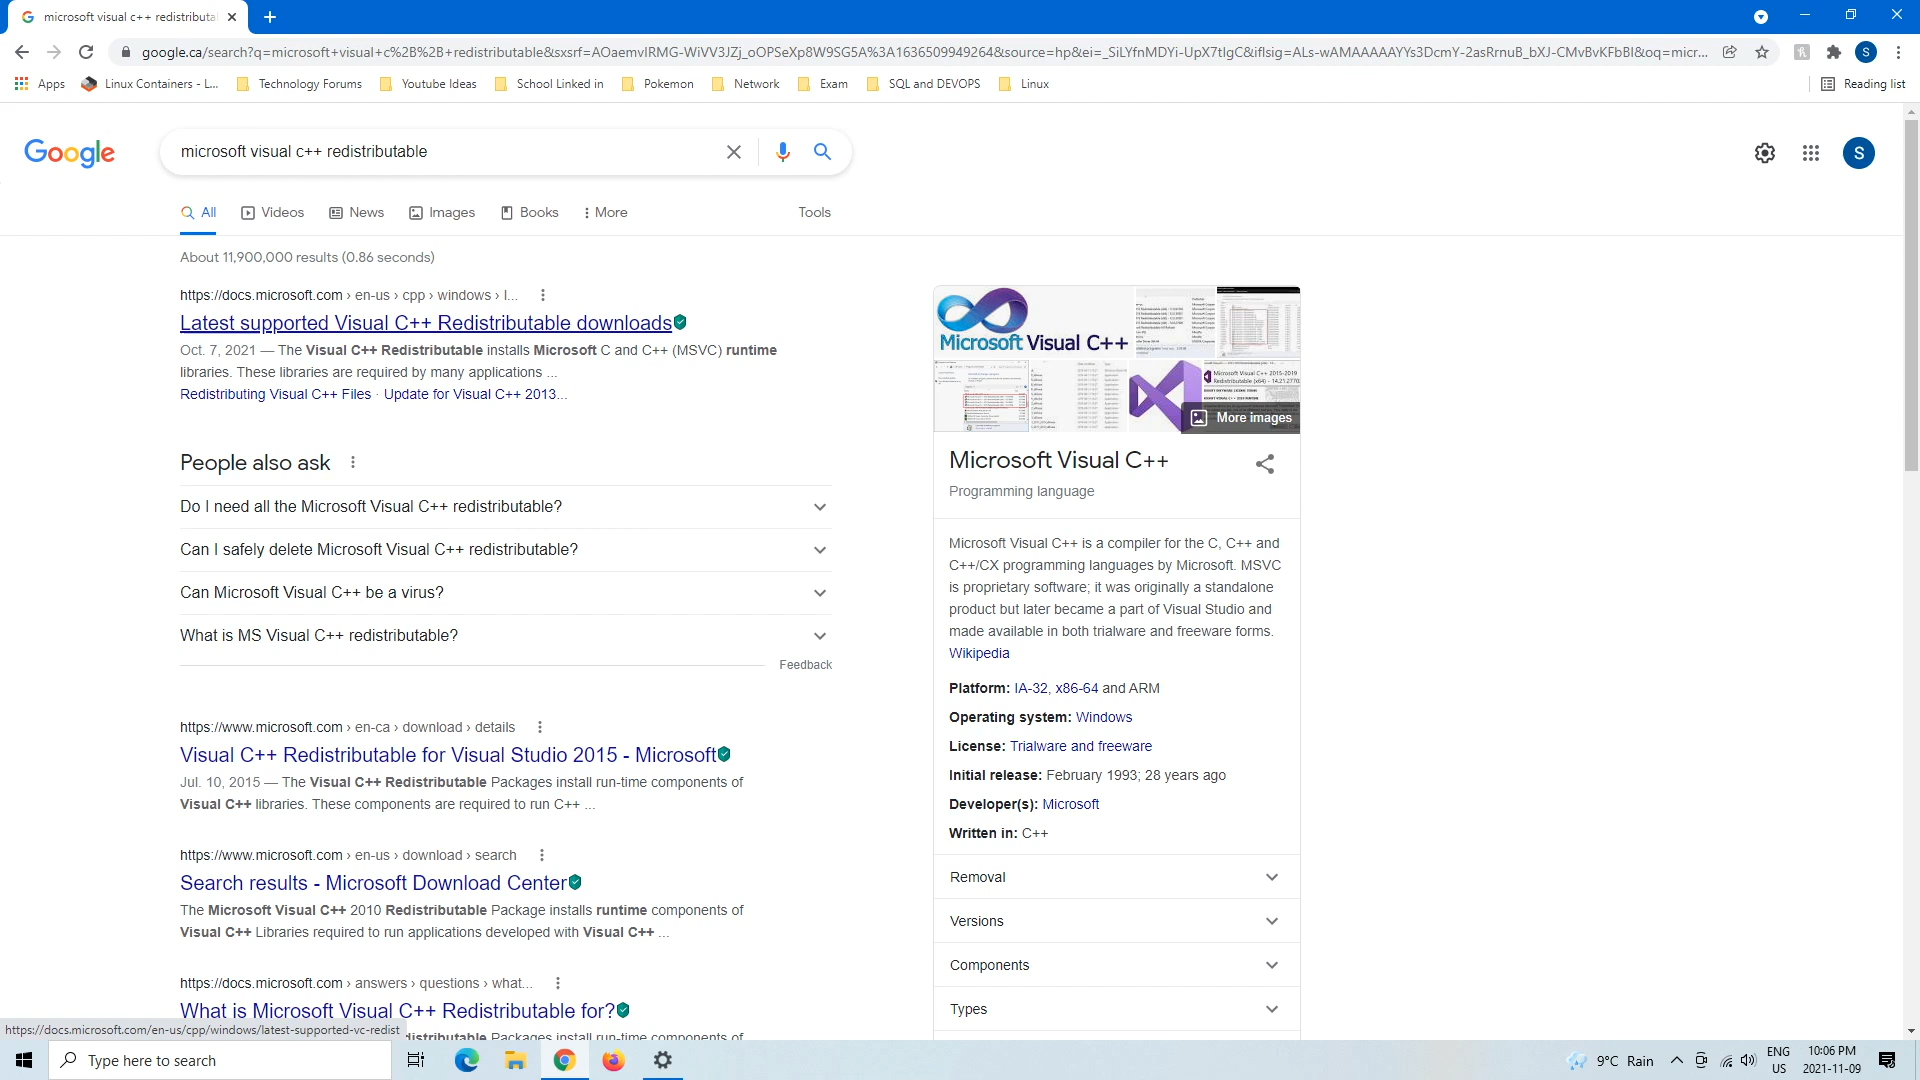 microsoft visual c++ redistributa
google.ca/search?q=microsoft+visual+c%2B%2B+redistributable&sxsrf=AOaemvIRMG-WiVV3JZj_oOPSeXp8W9SG5A%3A1636509949264&source=hp&ei=_SiLYfnMDYi-UpX7tIgC&iflsig=ALs-wAMAAAAAYYs3DcmY-2asRrnuB_bXJ-CMvBvKFbBI&oq=micr...
S
Apps Linux Containers - L... Technology Forums Youtube Ideas School Linked in Pokemon Network Exam SQL and DEVOPS Linux Reading list
Google microsoft visual c++ redistributable S
All Videos News Images Books More Tools
About 11,900,000 results (0.86 seconds)
https://docs.microsoft.com › en-us › cpp › windows › l...
Latest supported Visual C++ Redistributable downloads
Oct. 7, 2021 — The Visual C++ Redistributable installs Microsoft C and C++ (MSVC) runtime
libraries. These libraries are required by many applications ...
Redistributing Visual C++ Files · Update for Visual C++ 2013...
People also ask
Do I need all the Microsoft Visual C++ redistributable?
Can I safely delete Microsoft Visual C++ redistributable?
Can Microsoft Visual C++ be a virus?
What is MS Visual C++ redistributable?
Feedback
https://www.microsoft.com › en-ca › download › details
Visual C++ Redistributable for Visual Studio 2015 - Microsoft
Jul. 10, 2015 — The Visual C++ Redistributable Packages install run-time components of
Visual C++ libraries. These components are required to run C++ ...
https://www.microsoft.com › en-us › download › search
Search results - Microsoft Download Center
The Microsoft Visual C++ 2010 Redistributable Package installs runtime components of
Visual C++ Libraries required to run applications developed with Visual C++ ...
https://docs.microsoft.com › answers › questions › what...
What is Microsoft Visual C++ Redistributable for?
https://docs.microsoft.com/en-us/cpp/windows/latest-supported-vc-redist
Redistributable Packages install run-time components of
Microsoft Visual C++
Microsoft Visual C++ 2015-2019
Redistributable (x64) - 14.21.27702
More images
Microsoft Visual C++
Programming language
Microsoft Visual C++ is a compiler for the C, C++ and
C++/CX programming languages by Microsoft. MSVC
is proprietary software; it was originally a standalone
product but later became a part of Visual Studio and
made available in both trialware and freeware forms.
Wikipedia
Platform: IA-32, x86-64 and ARM
Operating system: Windows
License: Trialware and freeware
Initial release: February 1993; 28 years ago
Developer(s): Microsoft
Written in: C++
Removal
Versions
Components
Types
Type here to search
9°C Rain
ENG
US
10:06 PM
2021-11-09